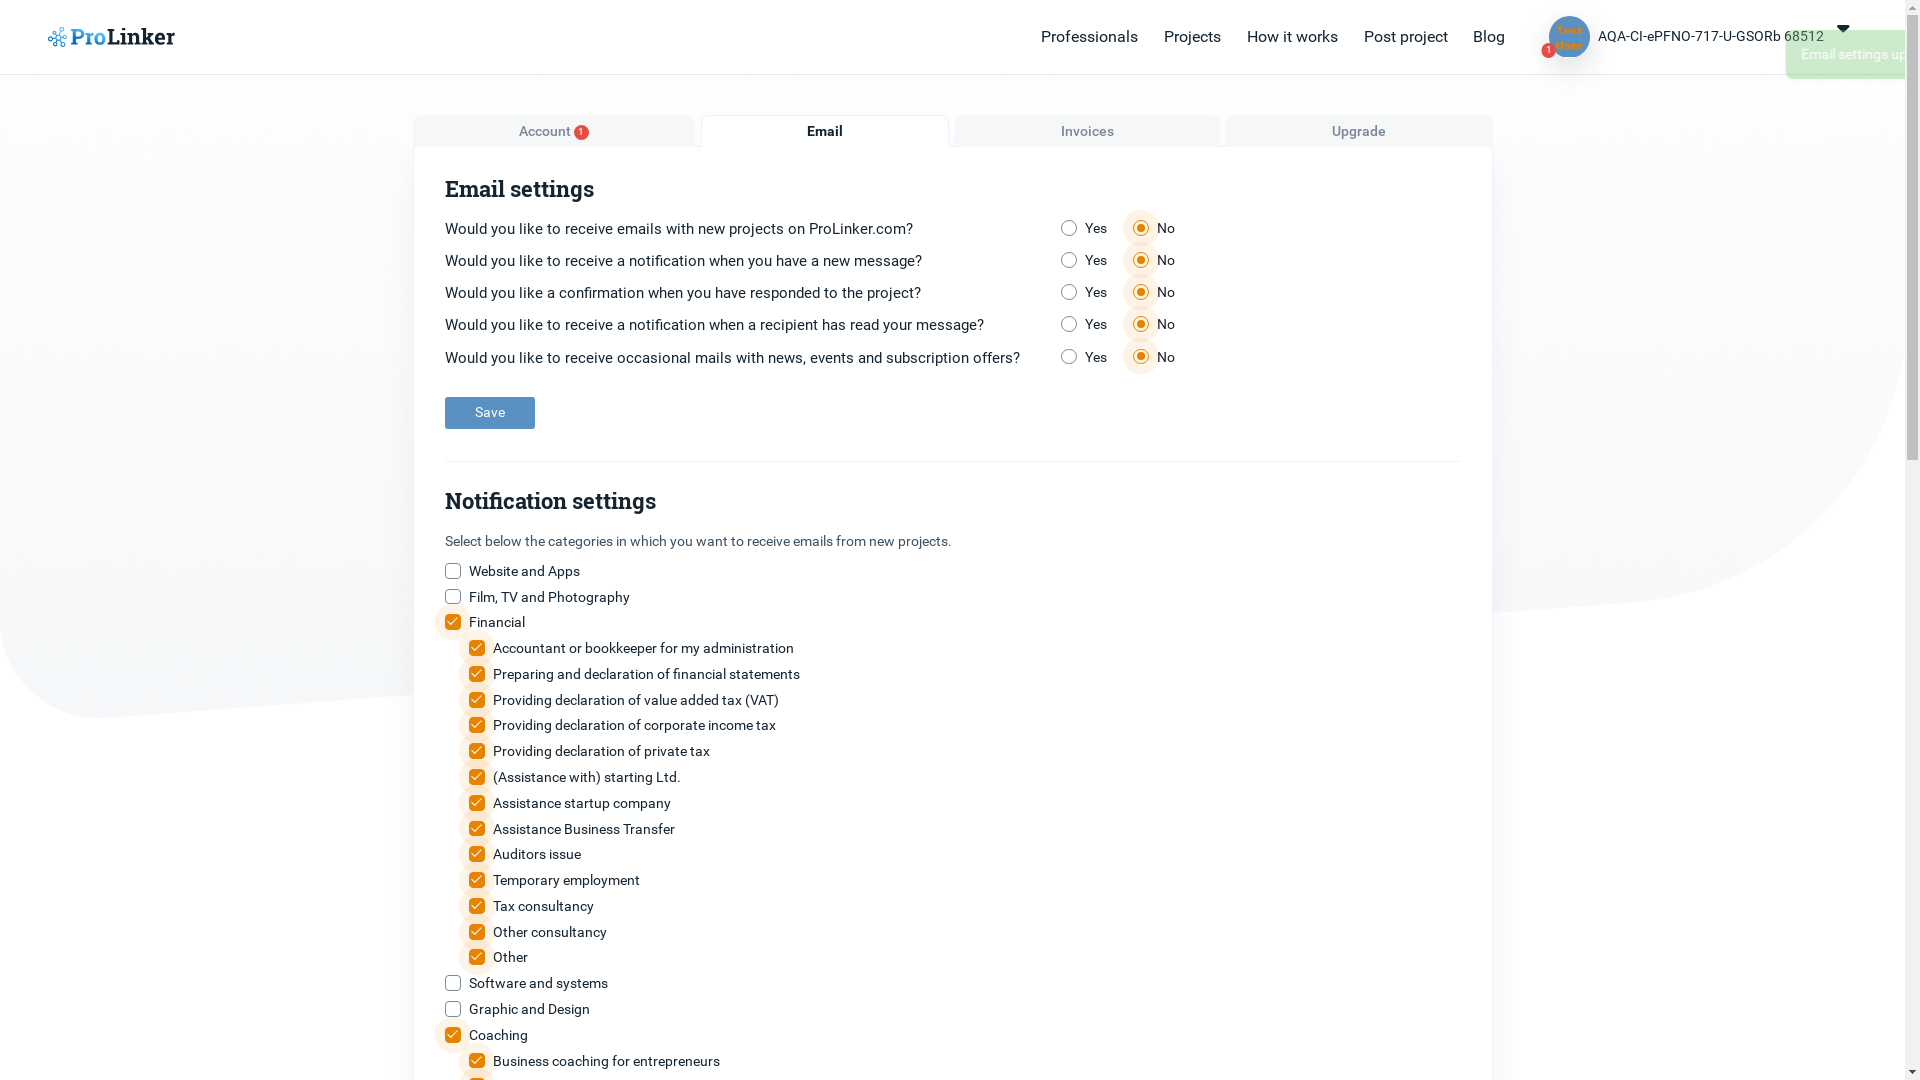 ProLinker
Professionals
Projects
How it works
Post project
Blog
Test
User
1
AQA-CI-ePFNO-717-U-GSORb 68512
Email settings up
Account 1
Email
Invoices
Upgrade
Email settings
Would you like to receive emails with new projects on ProLinker.com? Yes No
Would you like to receive a notification when you have a new message? Yes No
Would you like a confirmation when you have responded to the project? Yes No
Would you like to receive a notification when a recipient has read your message? Yes No
Would you like to receive occasional mails with news, events and subscription offers? Yes No
Save
Notification settings
Select below the categories in which you want to receive emails from new projects.
Website and Apps
Film, TV and Photography
Financial
Accountant or bookkeeper for my administration
Preparing and declaration of financial statements
Providing declaration of value added tax (VAT)
Providing declaration of corporate income tax
Providing declaration of private tax
(Assistance with) starting Ltd.
Assistance startup company
Assistance Business Transfer
Auditors issue
Temporary employment
Tax consultancy
Other consultancy
Other
Software and systems
Graphic and Design
Coaching
Business coaching for entrepreneurs